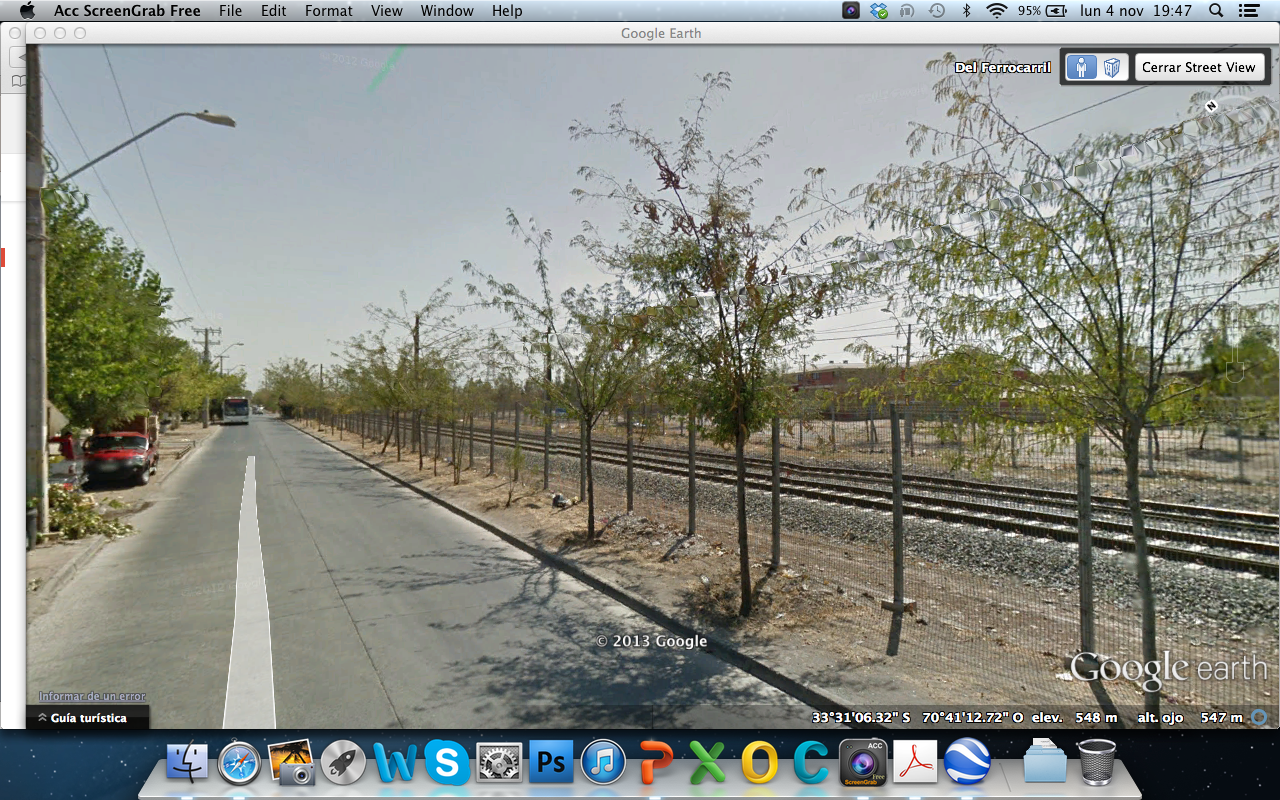 Acc ScreenGrab Free File Edit Format View Window Help 95% lun 4 nov 19:47
Google Earth
Del Ferrocarril Cerrar Street View
N
© 2013 Google
Google earth
Informar de un error
Guía turística
33°31'06.32" S 70°41'12.72" O elev. 548 m alt. ojo 547 m
W S Ps P X O C ACC
ScreenGrab Free